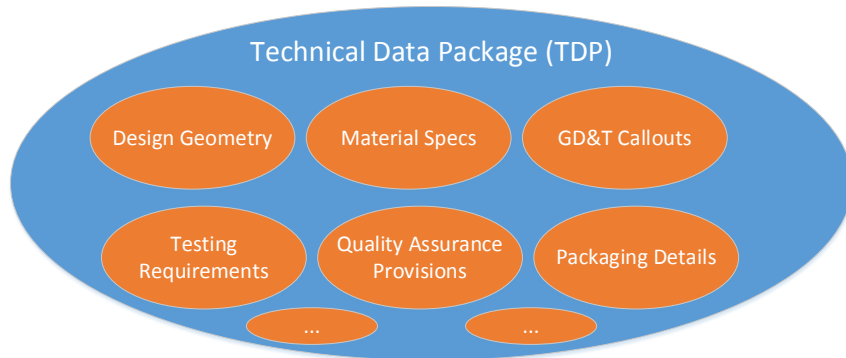 Technical Data Package (TDP)
Design Geometry
Material Specs
GD&T Callouts
Testing
Requirements
Quality Assurance
Provisions
Packaging Details
...
...